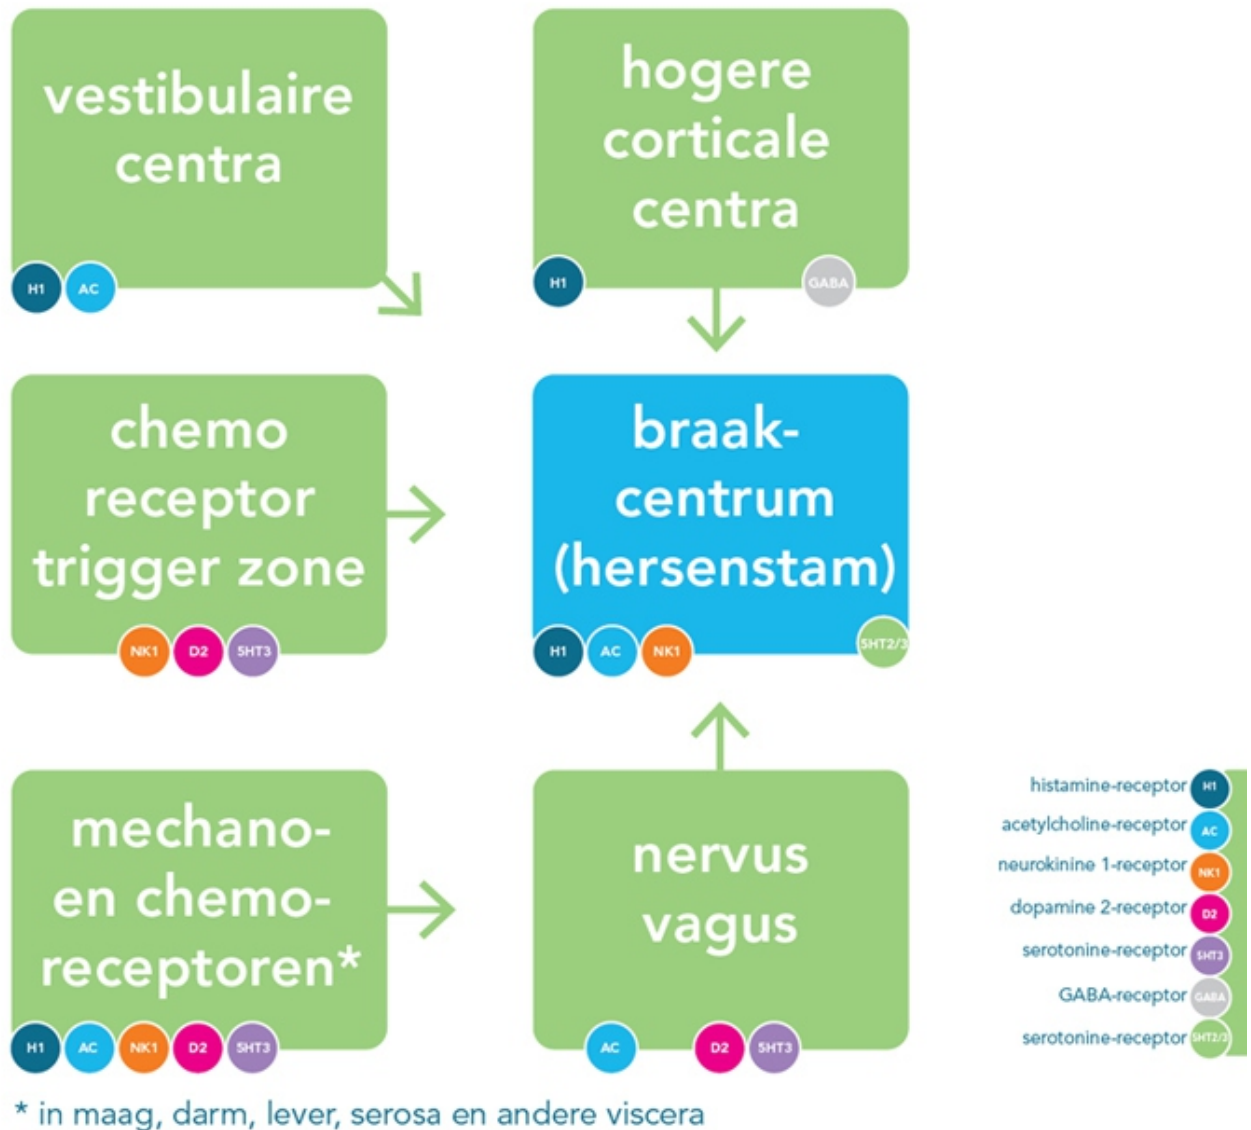 vestibulaire
centra
H1 AC
hogere
corticale
centra
H1 GABA
chemo
receptor
trigger zone
NK1 D2 5HT3
braak-
centrum
(hersenstam)
H1 AC NK1 5HT2/3
mechano-
en chemo-
receptoren*
H1 AC NK1 D2 5HT3
nervus
vagus
AC D2 5HT3
histamine-receptor H1
acetylcholine-receptor AC
neurokinine 1-receptor NK1
dopamine 2-receptor D2
serotonine-receptor 5HT3
GABA-receptor GABA
serotonine-receptor 5HT2/3
* in maag, darm, lever, serosa en andere viscera